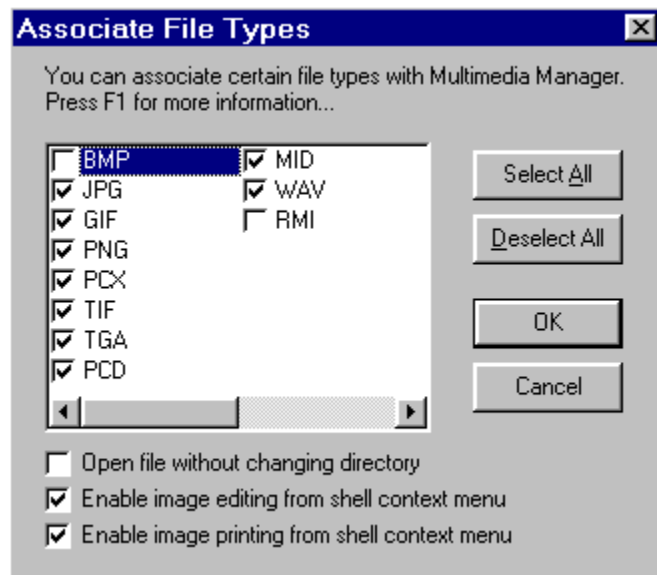 Associate File Types
You can associate certain file types with Multimedia Manager.
Press F1 for more information...
BMP
JPG
GIF
PNG
PCX
TIF
TGA
PCD
MID
WAV
RMI
Select All
Deselect All
OK
Cancel
Open file without changing directory
Enable image editing from shell context menu
Enable image printing from shell context menu